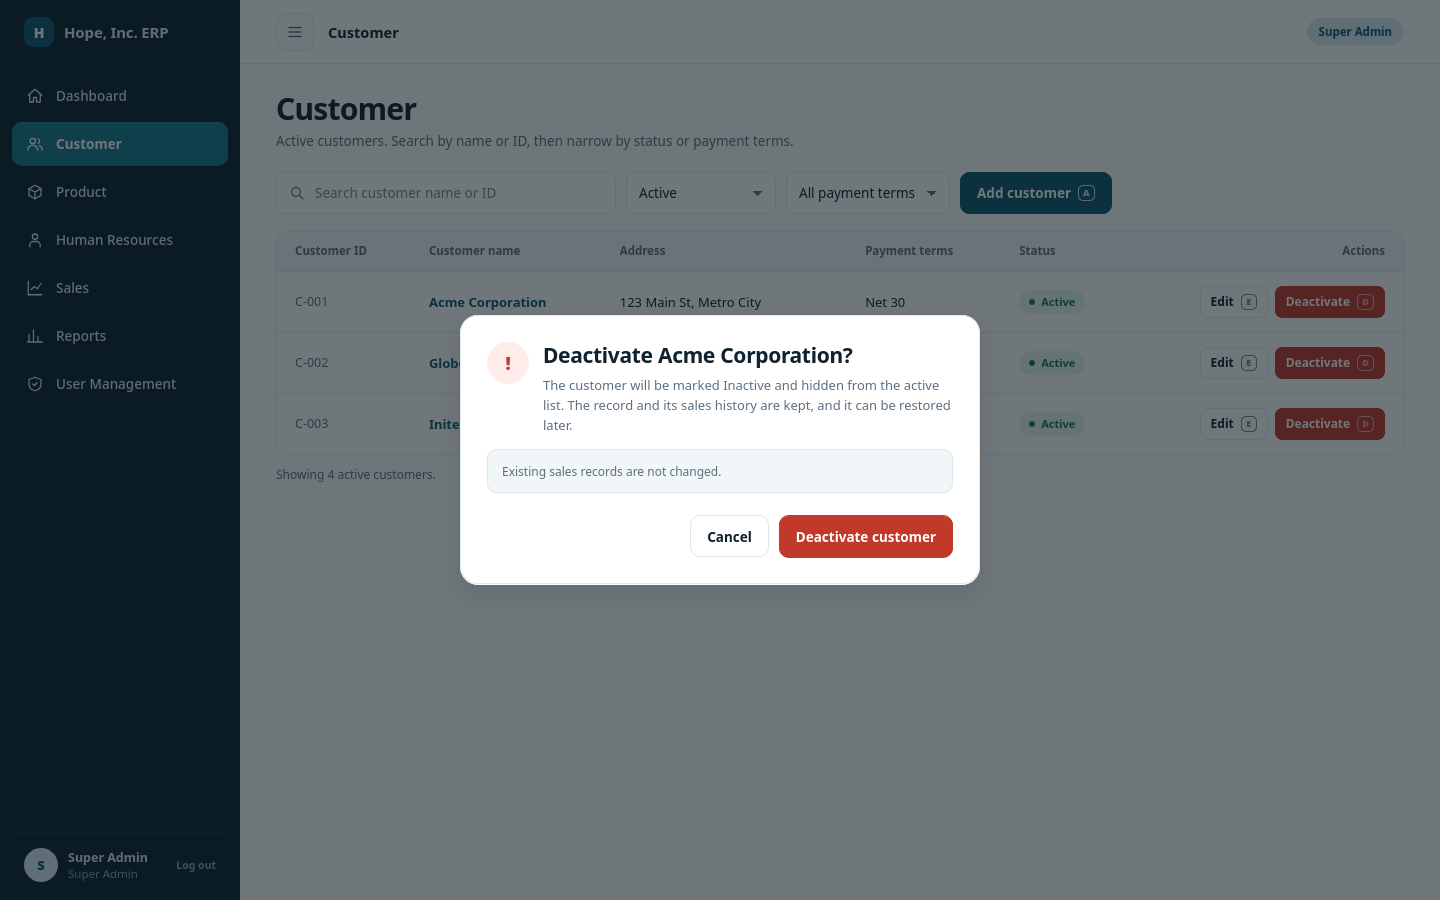 H Hope, Inc. ERP
Dashboard
Customer
Product
Human Resources
Sales
Reports
User Management
S
Super Admin
Super Admin
Log out
Customer
Super Admin
Customer
Active customers. Search by name or ID, then narrow by status or payment terms.
Search customer name or ID
Active
All payment terms
Add customer A
Customer ID Customer name Address Payment terms Status Actions
C-001 Acme Corporation 123 Main St, Metro City Net 30 Active Edit E Deactivate D
C-002 Active Edit E Deactivate D
C-003 Active Edit E Deactivate D
Showing 4 active customers.
!
Deactivate Acme Corporation?
The customer will be marked Inactive and hidden from the active
list. The record and its sales history are kept, and it can be restored
later.
Existing sales records are not changed.
Cancel
Deactivate customer